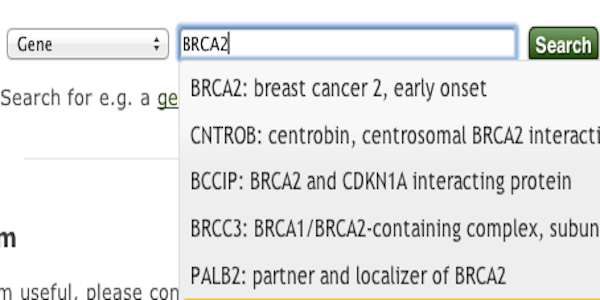 Gene BRCA2 Search
BRCA2: breast cancer 2, early onset
Search for e.g. a ge
CNTROB: centrobin, centrosomal BRCA2 interacti
BCCIP: BRCA2 and CDKN1A interacting protein
BRCC3: BRCA1/BRCA2-containing complex, subun
m
PALB2: partner and localizer of BRCA2
m useful, please con